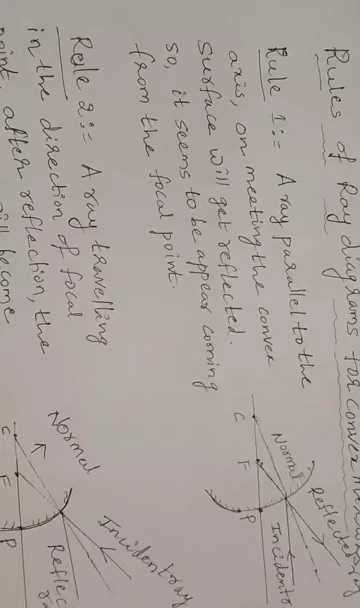 Rules of Ray diagrams for convex
Rule 1:- A ray parallel to the
axis, on meeting the convex
surface will get reflected.
so, it seems to be appear coming
from the focal point.
Reflected ray
Normal
Incident
C
F
P
Rule 2:- A ray travelling
in the direction of focal
point, after reflection, the
will become
Incident ray
Normal
Reflec
C
F
P